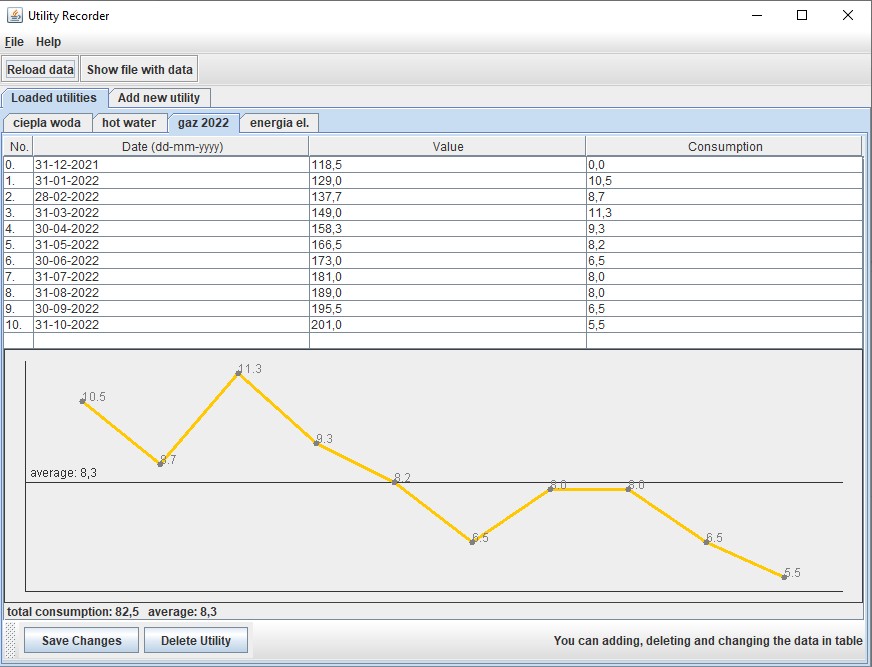 Utility Recorder
File Help
Reload data Show file with data
Loaded utilities Add new utility
ciepla woda hot water gaz 2022 energia el.
No. Date (dd-mm-yyyy) Value Consumption
0. 31-12-2021 118,5 0,0
1. 31-01-2022 129,0 10,5
2. 28-02-2022 137,7 8,7
3. 31-03-2022 149,0 11,3
4. 30-04-2022 158,3 9,3
5. 31-05-2022 166,5 8,2
6. 30-06-2022 173,0 6,5
7. 31-07-2022 181,0 8,0
8. 31-08-2022 189,0 8,0
9. 30-09-2022 195,5 6,5
10. 31-10-2022 201,0 5,5
11.3
10.5
9.3
8.7
average: 8,3
8.2
8.0 8.0
6.5 6.5
5.5
total consumption: 82,5 average: 8,3
Save Changes Delete Utility You can adding, deleting and changing the data in table